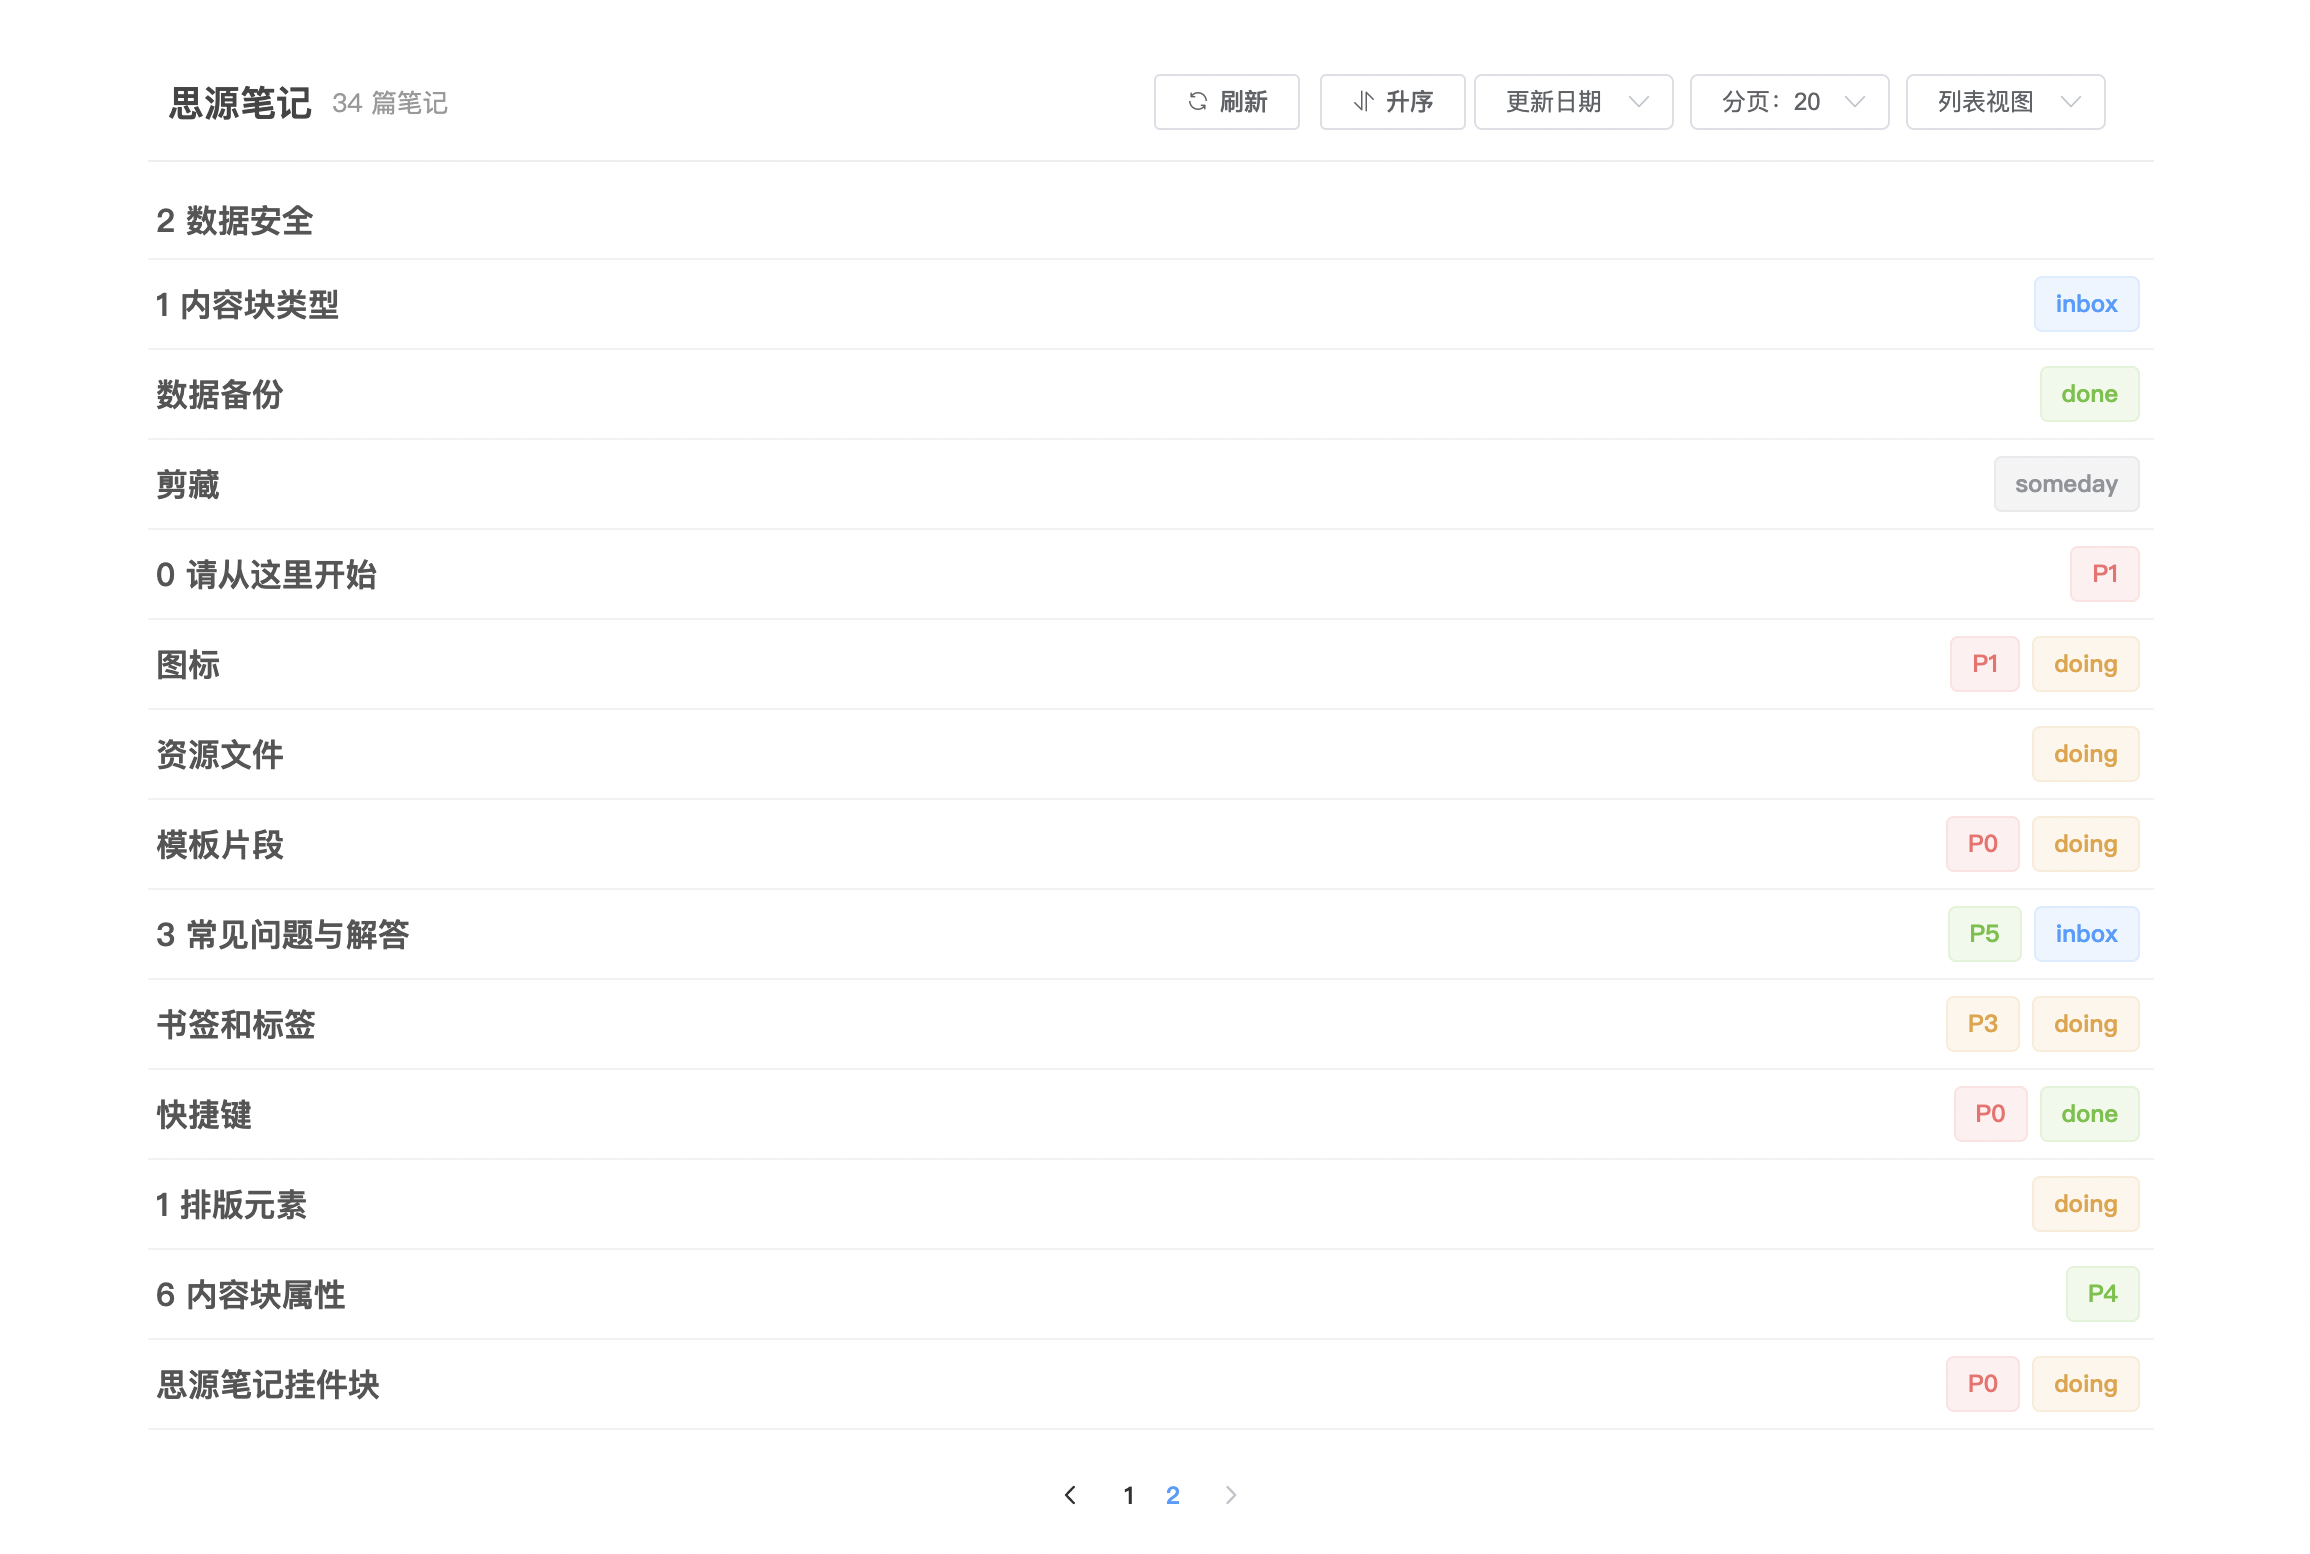 思源笔记 34 篇笔记 刷新 升序 更新日期 分页：20 列表视图
2 数据安全
1 内容块类型 inbox
数据备份 done
剪藏 someday
0 请从这里开始 P1
图标 P1 doing
资源文件 doing
模板片段 P0 doing
3 常见问题与解答 P5 inbox
书签和标签 P3 doing
快捷键 P0 done
1 排版元素 doing
6 内容块属性 P4
思源笔记挂件块 P0 doing
1 2